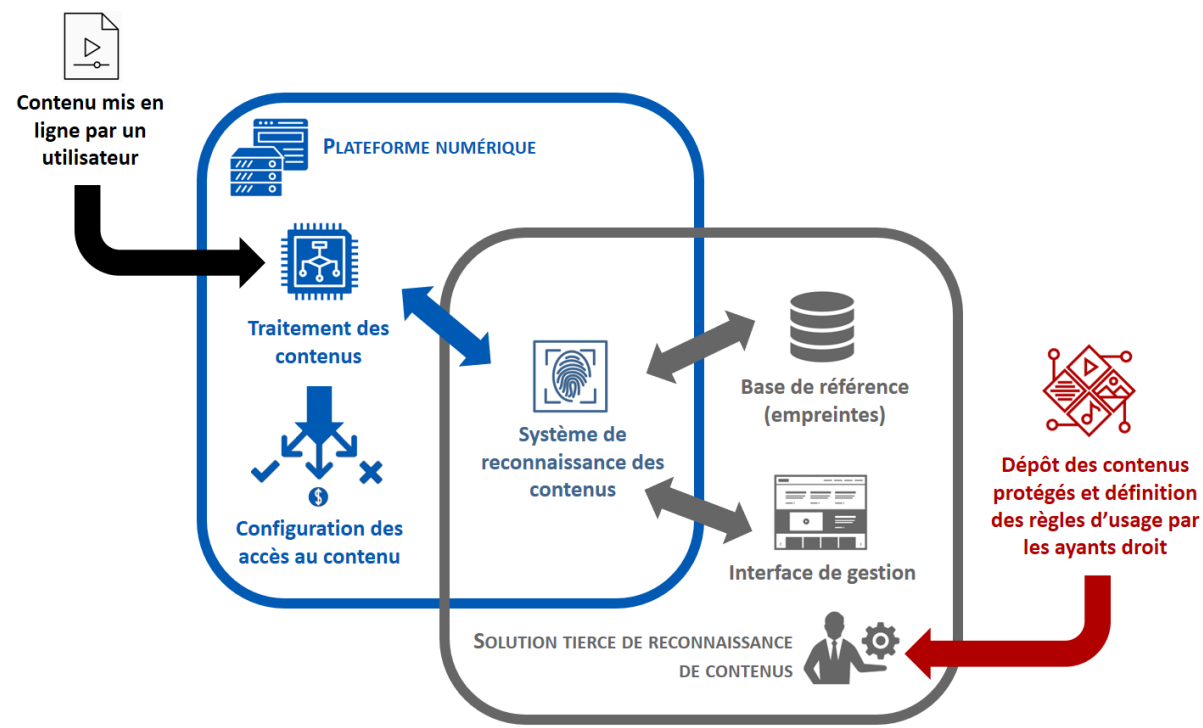 Contenu mis en
ligne par un
utilisateur
PLATEFORME NUMÉRIQUE
Traitement des
contenus
Configuration des
accès au contenu
Système de
reconnaissance des
contenus
Base de référence
(empreintes)
Interface de gestion
SOLUTION TIERCE DE RECONNAISSANCE
DE CONTENUS
Dépôt des contenus
protégés et définition
des règles d’usage par
les ayants droit